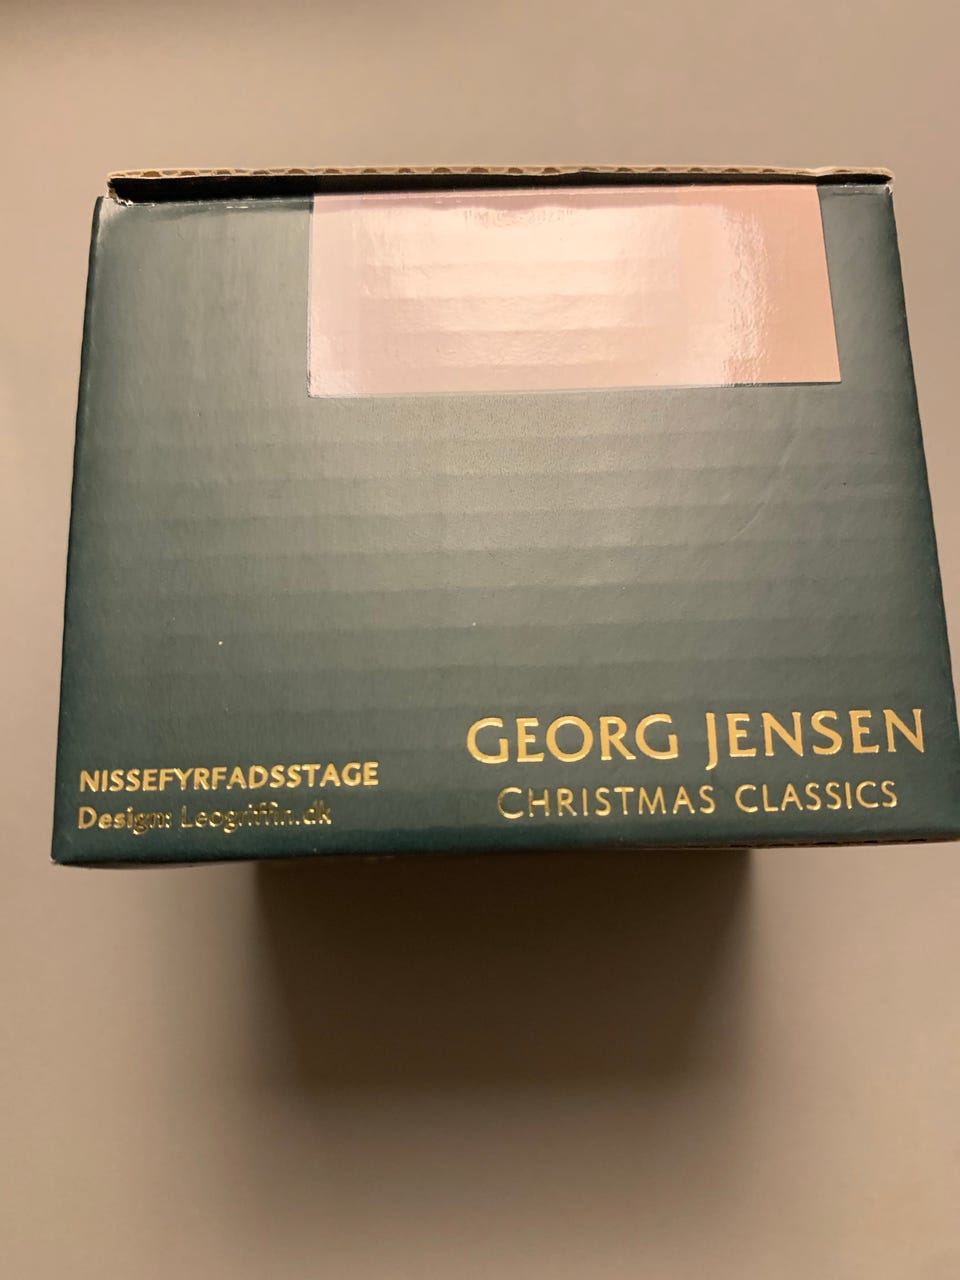 GEORG JENSEN
CHRISTMAS CLASSICS
NISSEFYRFADSSTAGE
Design: Leogriffin.dk